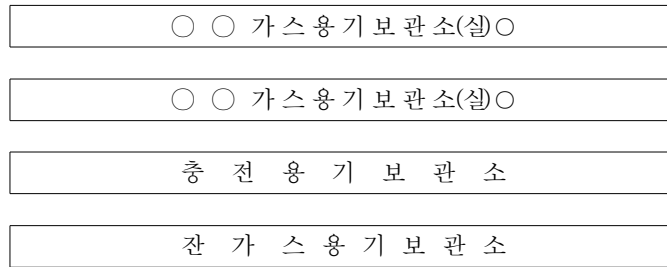 ○ ○ 가 스 용 기 보 관 소(실)○
○ ○ 가 스 용 기 보 관 소(실)○
충 전 용 기 보 관 소
잔 가 스 용 기 보 관 소